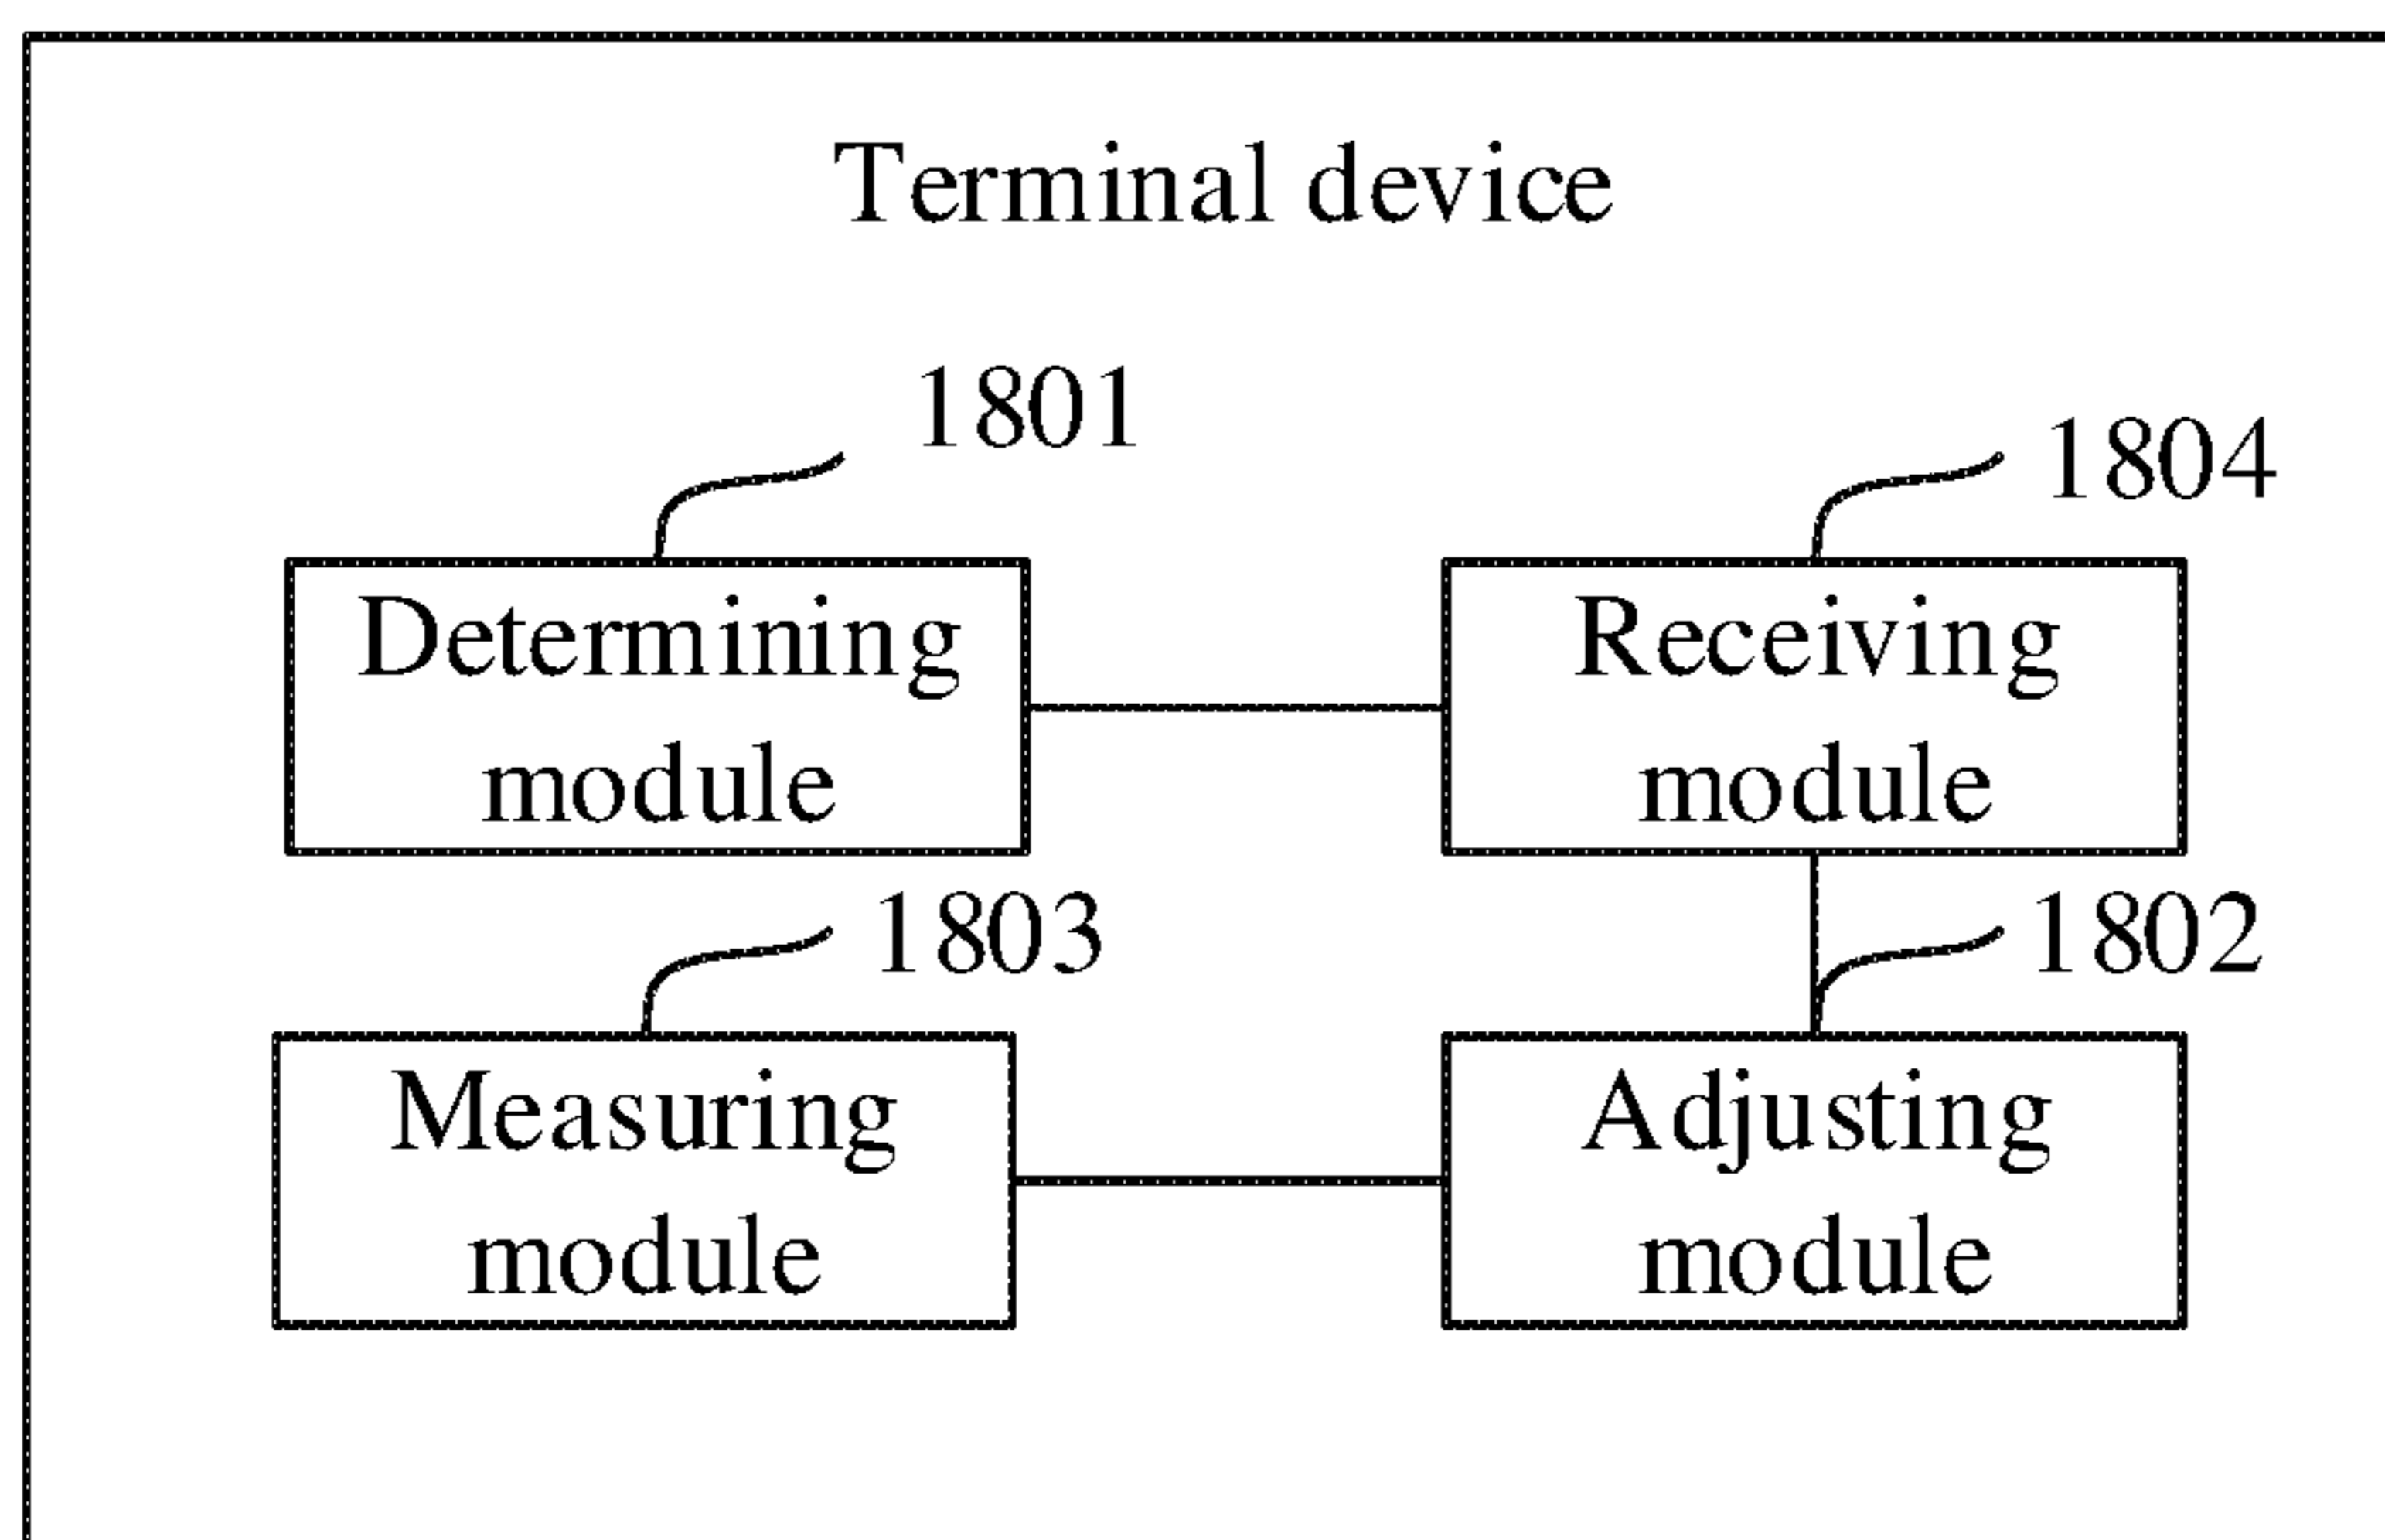 Terminal device
1801
1804
Determining
module
Receiving
module
1803
1802
Measuring
module
Adjusting
module